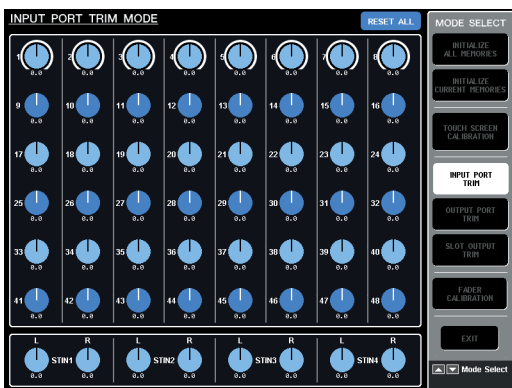 INPUT PORT TRIM MODE
RESET ALL
1 2 3 4 5 6 7 8
0.0 0.0 0.0 0.0 0.0 0.0 0.0 0.0
9 10 11 12 13 14 15 16
0.0 0.0 0.0 0.0 0.0 0.0 0.0 0.0
17 18 19 20 21 22 23 24
0.0 0.0 0.0 0.0 0.0 0.0 0.0 0.0
25 26 27 28 29 30 31 32
0.0 0.0 0.0 0.0 0.0 0.0 0.0 0.0
33 34 35 36 37 38 39 40
0.0 0.0 0.0 0.0 0.0 0.0 0.0 0.0
41 42 43 44 45 46 47 48
0.0 0.0 0.0 0.0 0.0 0.0 0.0 0.0
L R L R L R L R
STIN1 STIN2 STIN3 STIN4
0.0 0.0 0.0 0.0 0.0 0.0 0.0 0.0
MODE SELECT
INITIALIZE
ALL MEMORIES
INITIALIZE
CURRENT MEMORIES
TOUCH SCREEN
CALIBRATION
INPUT PORT
TRIM
OUTPUT PORT
TRIM
SLOT OUTPUT
TRIM
FADER
CALIBRATION
EXIT
Mode Select